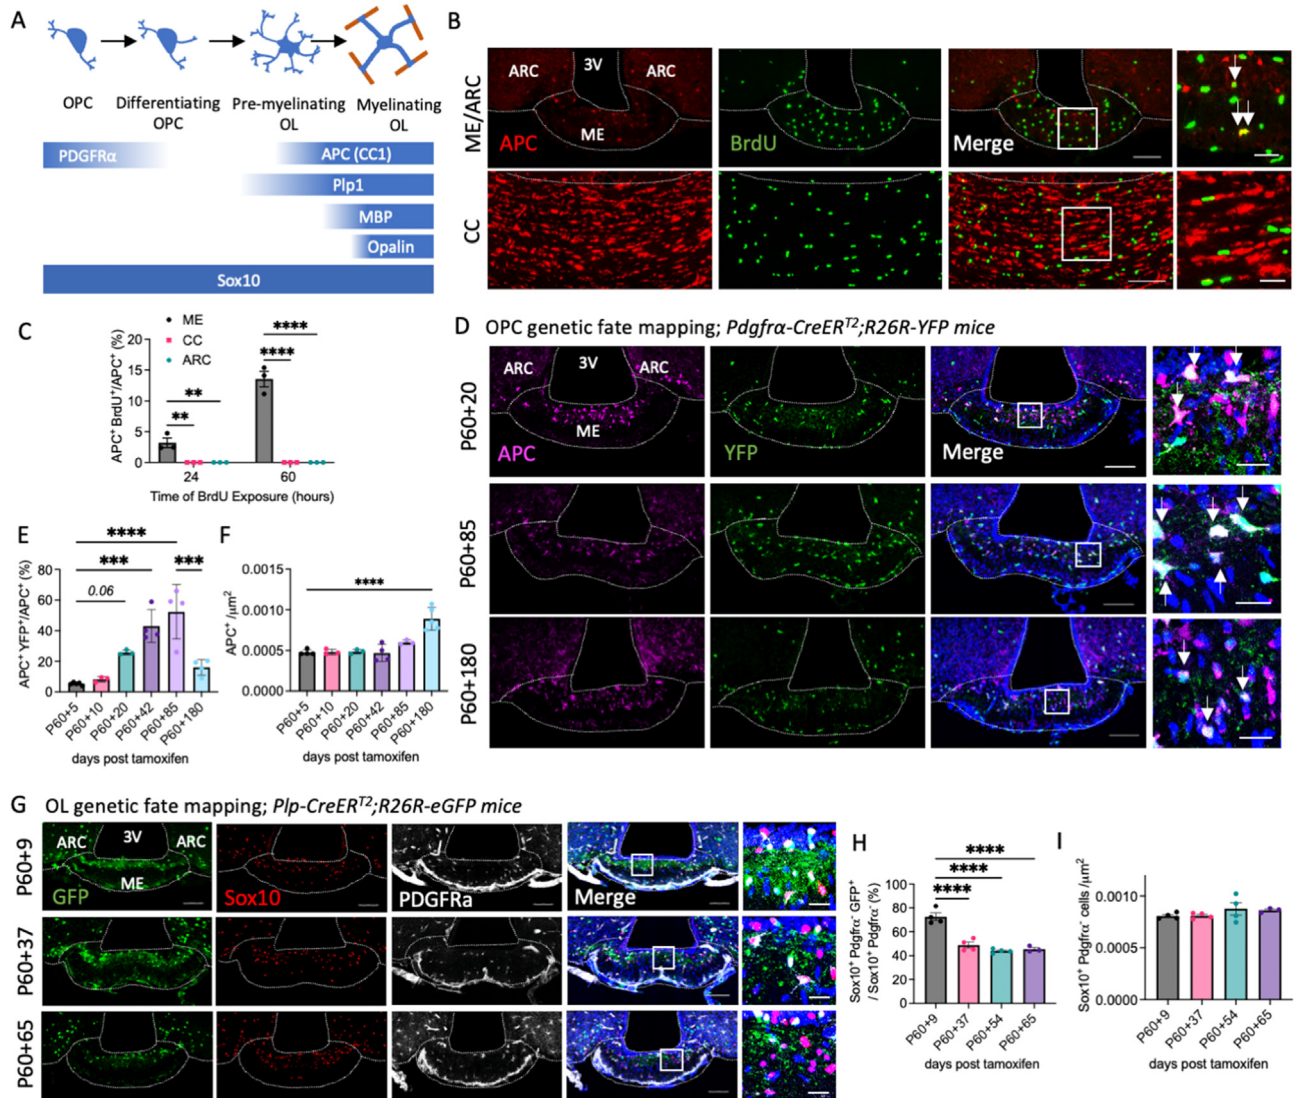 A
OPC
Differentiating
OPC
Pre-myelinating
OL
Myelinating
OL
PDGFRα
APC (CC1)
Plp1
MBP
Opalin
Sox10
B
ME/ARC
ARC
3V
ARC
ME
APC
BrdU
Merge
CC
C
ME
CC
ARC
APC⁺ BrdU⁺/APC⁺ (%)
20
15
10
5
0
**
**
****
****
24
60
Time of BrdU Exposure (hours)
D OPC genetic fate mapping; Pdgfrα-CreERᵀ²;R26R-YFP mice
P60+20
ARC
3V
ARC
ME
APC
YFP
Merge
P60+85
P60+180
E
APC⁺ YFP⁺/APC⁺ (%)
80
60
40
20
0
****
***
***
0.06
P60+5
P60+10
P60+20
P60+42
P60+85
P60+180
days post tamoxifen
F
APC⁺ /μm²
0.0015
0.0010
0.0005
0.0000
****
P60+5
P60+10
P60+20
P60+42
P60+85
P60+180
days post tamoxifen
G OL genetic fate mapping; Plp-CreERᵀ²;R26R-eGFP mice
P60+9
ARC
3V
ARC
ME
GFP
Sox10
PDGFRa
Merge
P60+37
P60+65
H
Sox10⁺ Pdgfrα⁻ GFP⁺
/ Sox10⁺ Pdgfrα⁻ (%)
100
80
60
40
20
0
****
****
****
P60+9
P60+37
P60+54
P60+65
days post tamoxifen
I
Sox10⁺ Pdgfrα⁻ cells /μm²
0.0010
0.0005
0.0000
P60+9
P60+37
P60+54
P60+65
days post tamoxifen